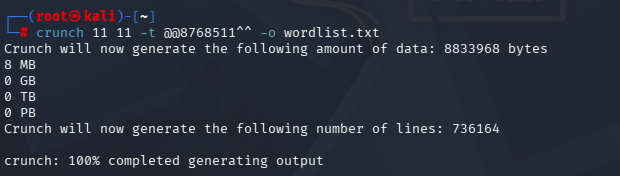 ┌──(root㉿kali)-[~]
└─# crunch 11 11 -t @@8768511^^ -o wordlist.txt
Crunch will now generate the following amount of data: 8833968 bytes
8 MB
0 GB
0 TB
0 PB
Crunch will now generate the following number of lines: 736164
crunch: 100% completed generating output